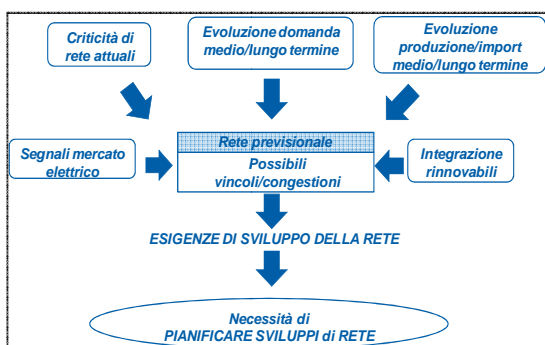 Criticità di
rete attuali
Evoluzione domanda
medio/lungo termine
Evoluzione
produzione/import
medio/lungo termine
Segnali mercato
elettrico
Rete previsionale
Possibili
vincoli/congestioni
Integrazione
rinnovabili
ESIGENZE DI SVILUPPO DELLA RETE
Necessità di
PIANIFICARE SVILUPPI di RETE